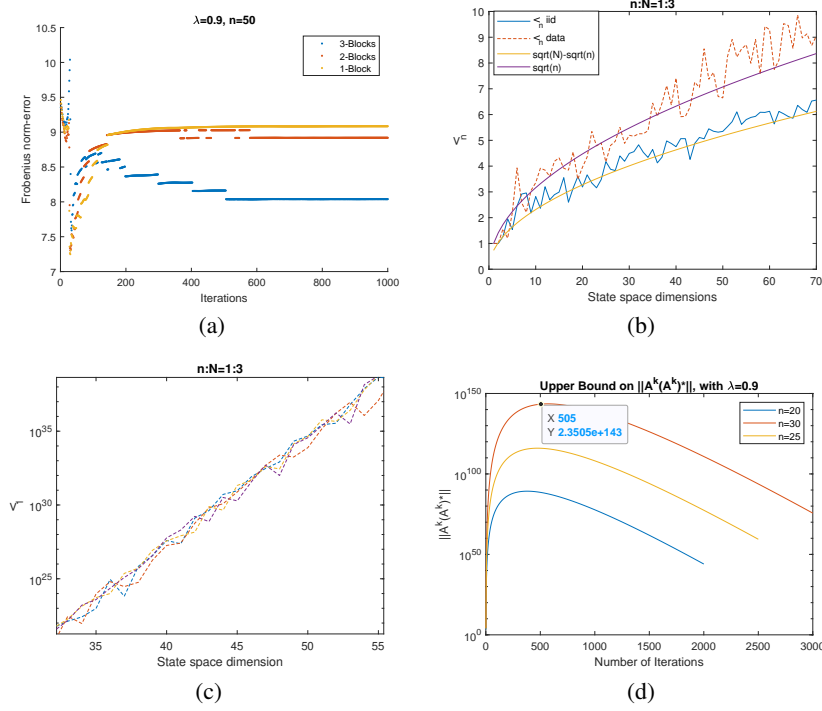 λ=0.9, n=50
10.5
10
9.5
9
8.5
8
7.5
7
Frobenius norm-error
3-Blocks
2-Blocks
1-Block
0 200 400 600 800 1000
Iterations
(a)
n:N=1:3
10
9
8
7
6
5
4
3
2
1
0
iid
data
sqrt(N)-sqrt(n)
sqrt(n)
0 10 20 30 40 50 60 70
State space dimensions
(b)
n:N=1:3
10^35
10^30
10^25
35 40 45 50 55
State space dimension
(c)
Upper Bound on ||A^k(A^k)*||, with λ=0.9
10^150
10^100
10^50
10^0
||A^k(A^k)*||
X 505
Y 2.3505e+143
n=20
n=30
n=25
0 500 1000 1500 2000 2500 3000
Number of Iterations
(d)